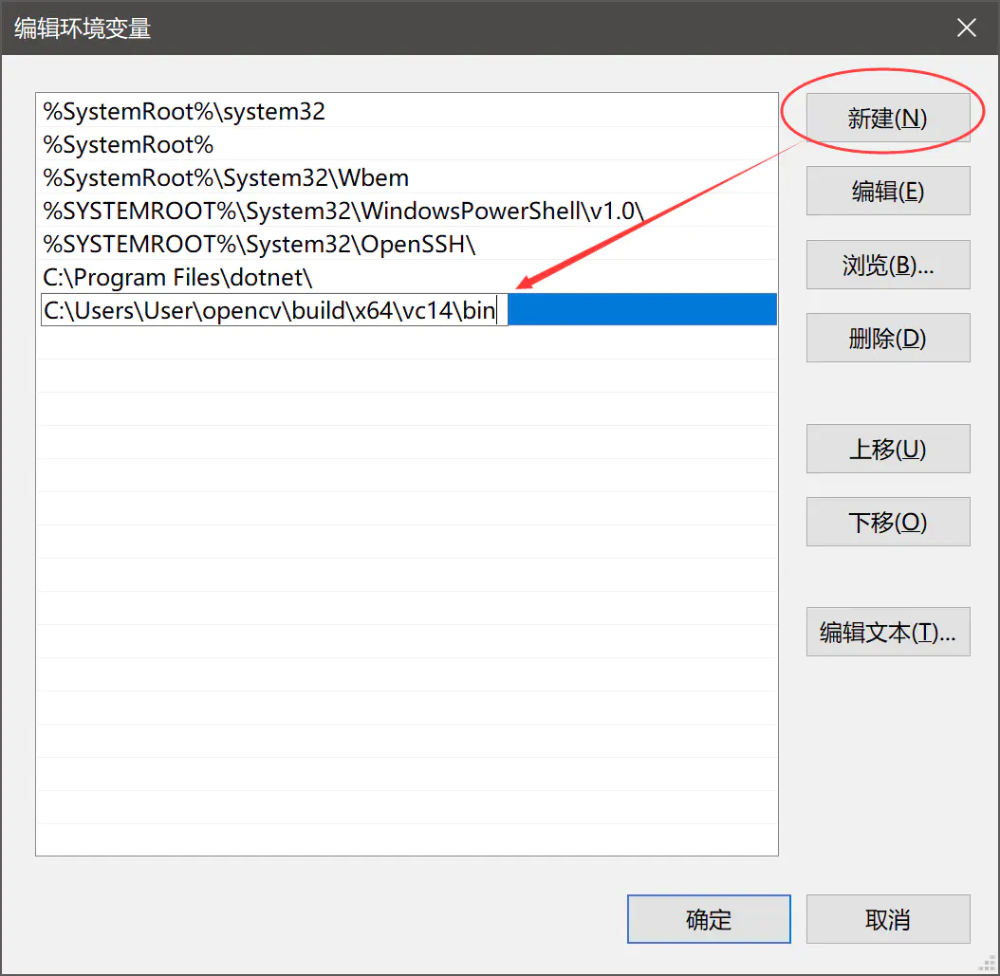 编辑环境变量
%SystemRoot%\system32
%SystemRoot%
%SystemRoot%\System32\Wbem
%SYSTEMROOT%\System32\WindowsPowerShell\v1.0\
%SYSTEMROOT%\System32\OpenSSH\
C:\Program Files\dotnet\
C:\Users\User\opencv\build\x64\vc14\bin
新建(N)
编辑(E)
浏览(B)...
删除(D)
上移(U)
下移(O)
编辑文本(T)...
确定
取消